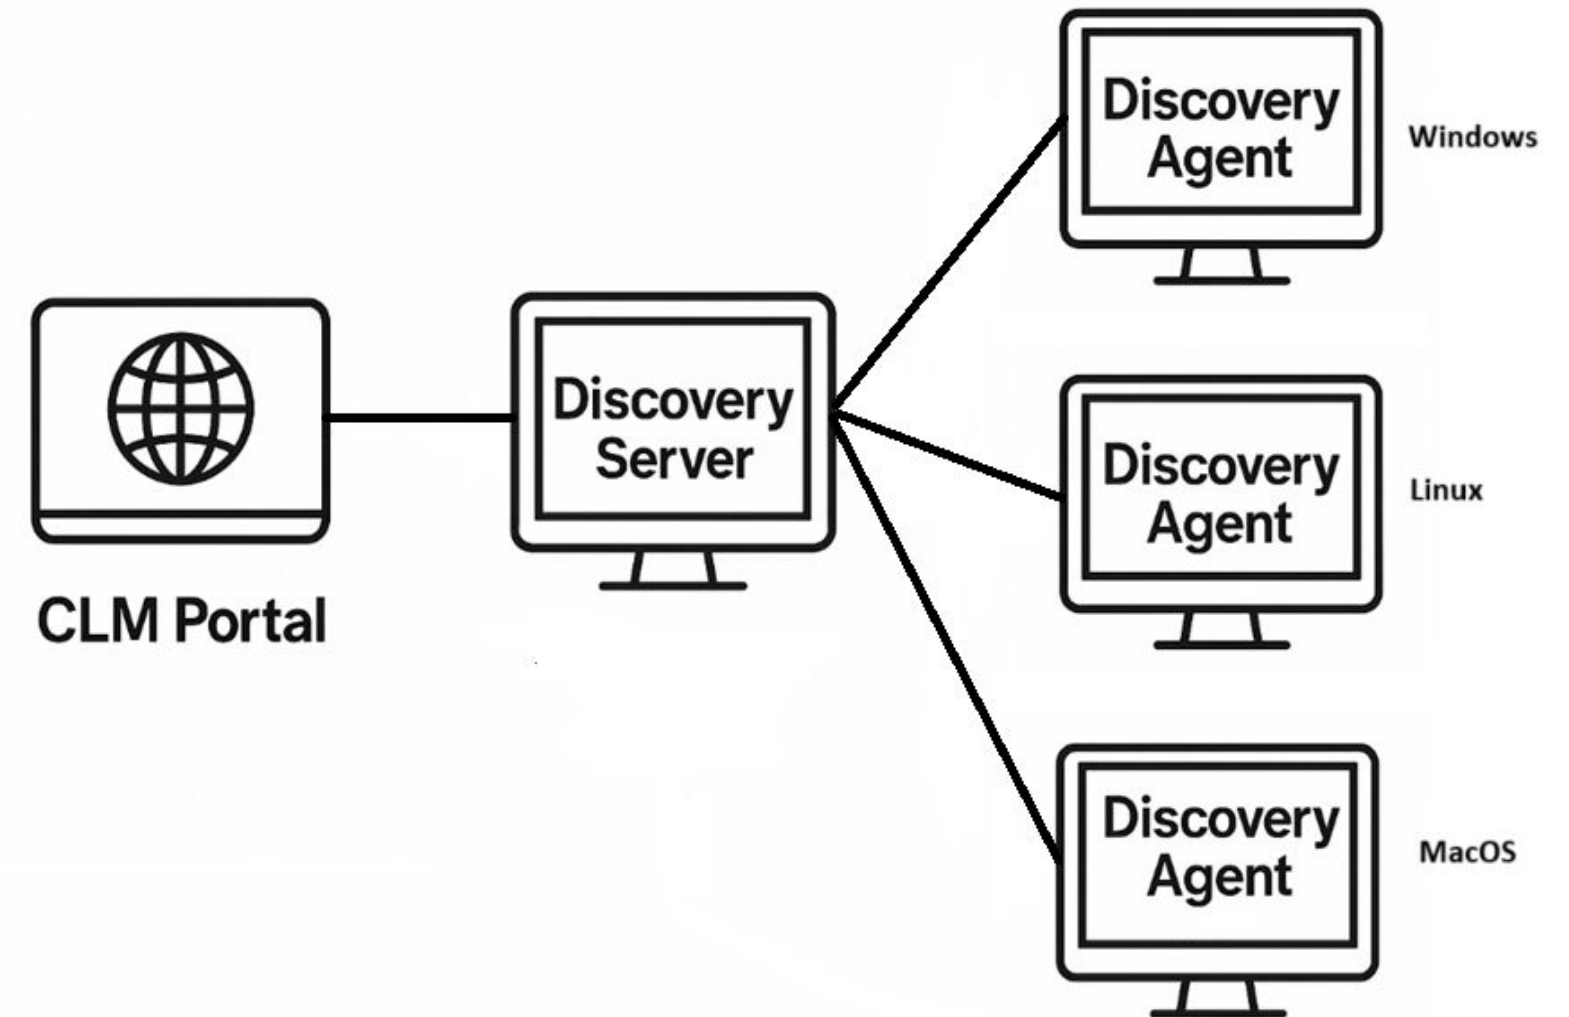 Discovery
Agent
Windows
CLM Portal
Discovery
Server
Discovery
Agent
Linux
Discovery
Agent
MacOS